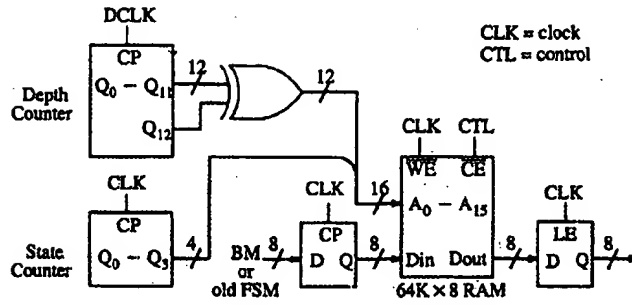 DCLK
CLK = clock
CTL = control
CP
Q0 – Q11
12
12
Depth
Counter
Q12
CLK
CTL
WE
CE
CLK
CLK
CLK
CP
16
A0 – A15
CP
LE
State
Counter
Q0 – Q3
4
BM
or
old FSM
8
D
Q
8
Din
Dout
8
D
Q
8
64K × 8 RAM